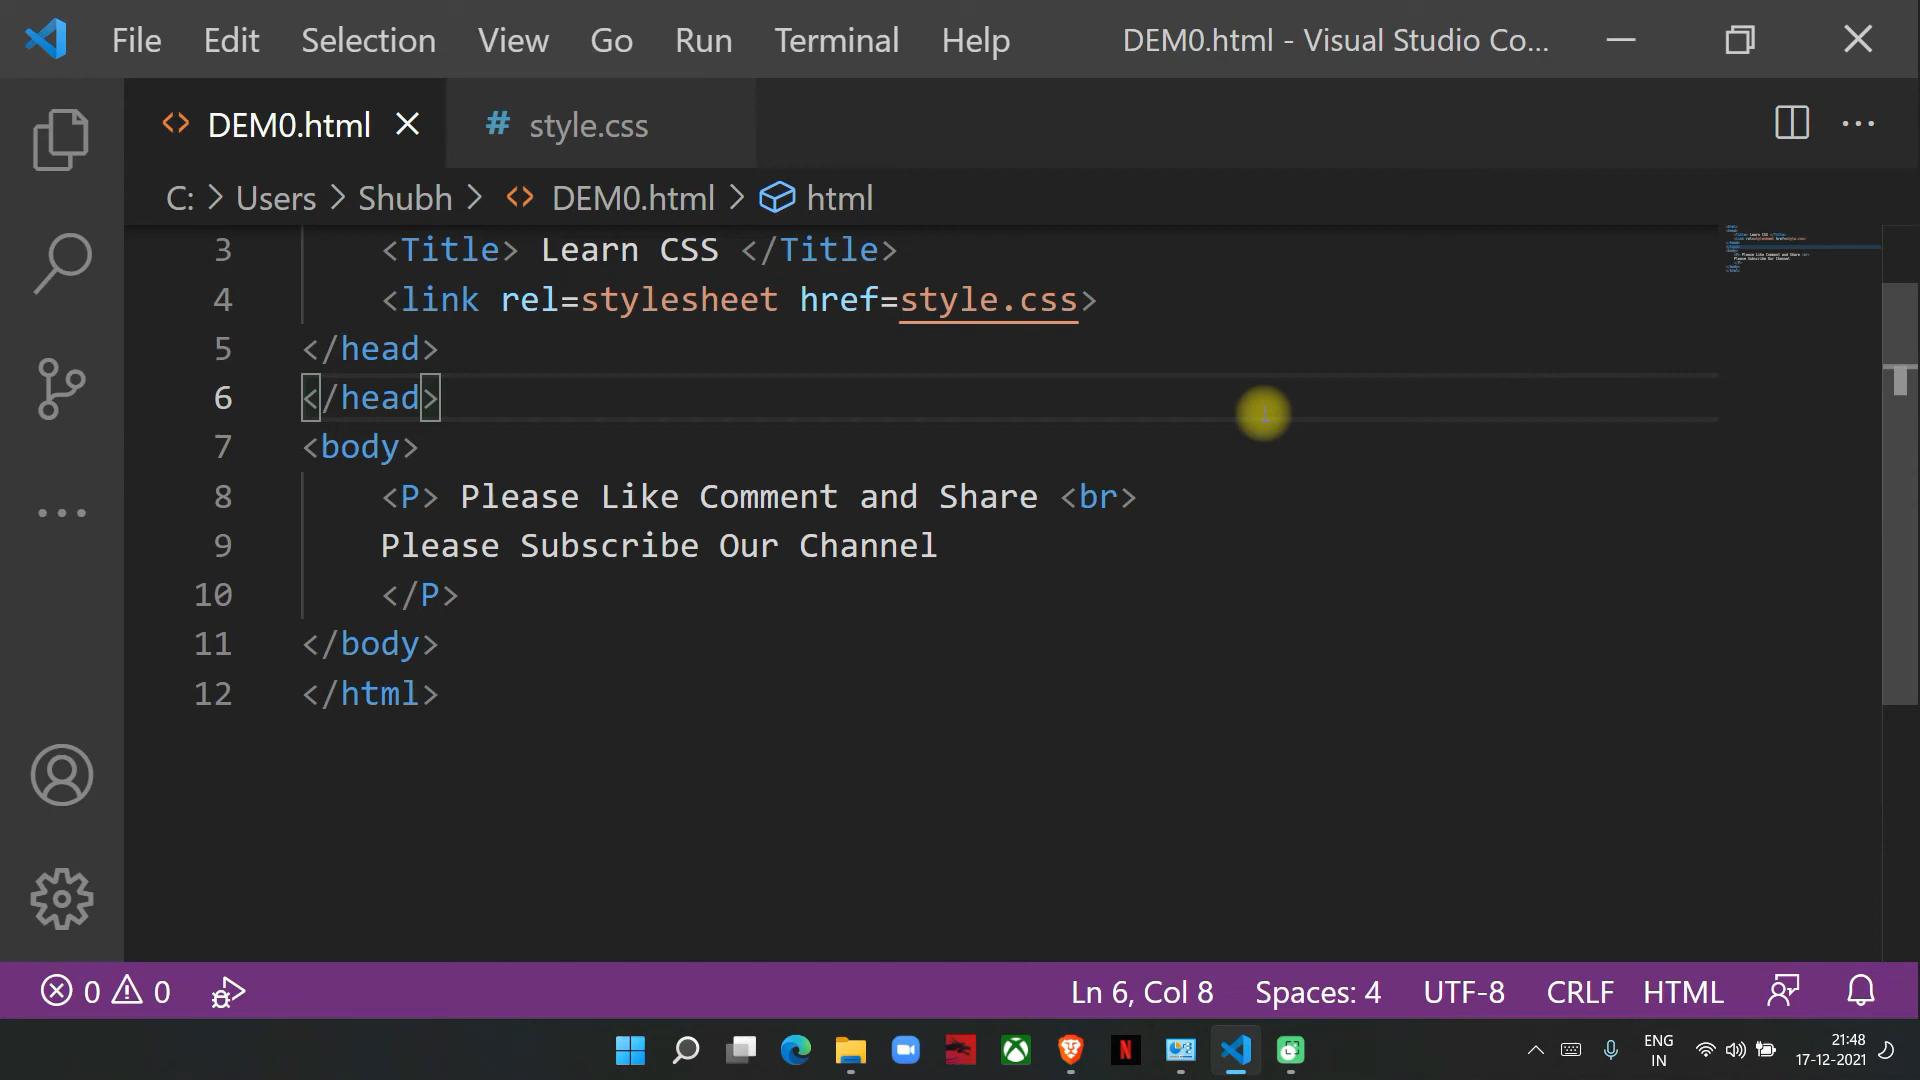 File Edit Selection View Go Run Terminal Help DEM0.html - Visual Studio Co...
<> DEM0.html # style.css
C: > Users > Shubh > <> DEM0.html > html
3 <Title> Learn CSS </Title>
4 <link rel=stylesheet href=style.css>
5 </head>
6 </head>
7 <body>
8 <P> Please Like Comment and Share <br>
9 Please Subscribe Our Channel
10 </P>
11 </body>
12 </html>
0 0 Ln 6, Col 8 Spaces: 4 UTF-8 CRLF HTML
N ENG 21:48
IN 17-12-2021